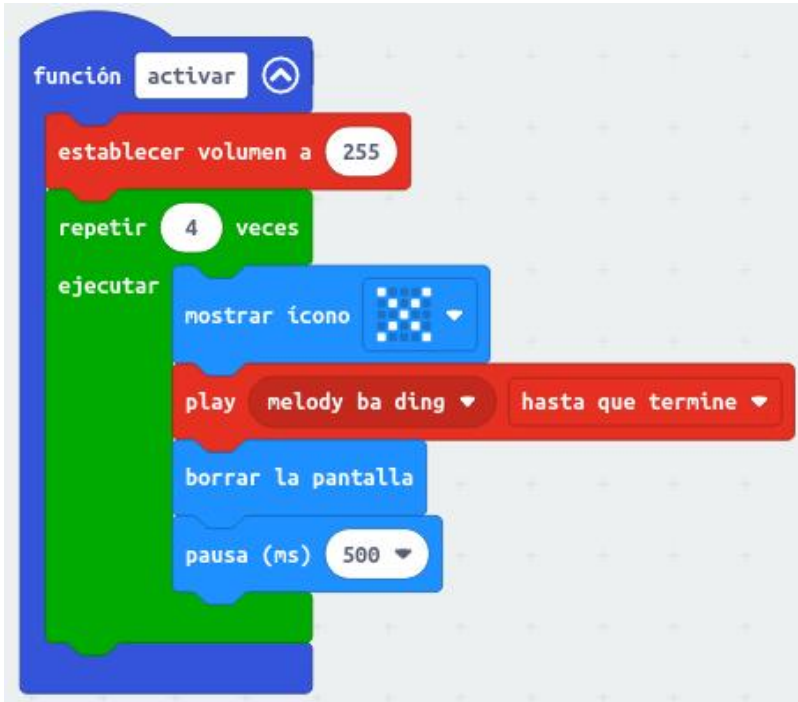 función activar
establecer volumen a 255
repetir 4 veces
ejecutar
mostrar ícono
play melody ba ding hasta que termine
borrar la pantalla
pausa (ms) 500